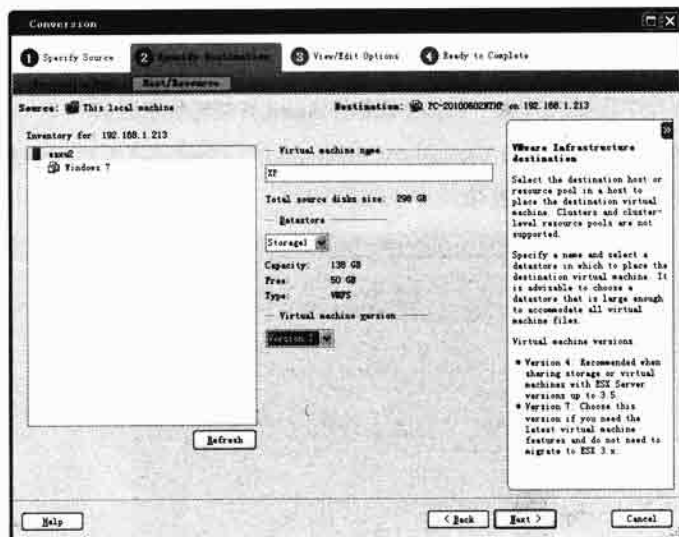 Conversion
1 Specify Source 2 Specify Destination 3 View/Edit Options 4 Ready to Complete
Host/Resource
Source: This local machine Destination: PC-20100602NTMP on 192.168.1.213
Inventory for 192.168.1.213
Windows 7
Refresh
Virtual machine name
XP
Total source disks size: 298 GB
Datastore
Storage1
Capacity: 138 GB
Free: 50 GB
Type: VMFS
Virtual machine version
Version 7
VMware Infrastructure
destination
Select the destination host or
resource pool in a host to
place the destination virtual
machine. Clusters and cluster-
level resource pools are not
supported.
Specify a name and select a
datastore in which to place the
destination virtual machine. It
is advisable to choose a
datastore that is large enough
to accommodate all virtual
machine files.
Virtual machine versions
• Version 4. Recommended when
sharing storage or virtual
machines with ESX Server
versions up to 3.5.
• Version 7. Choose this
version if you need the
latest virtual machine
features and do not need to
migrate to ESX 3.x.
Help
< Back Next > Cancel